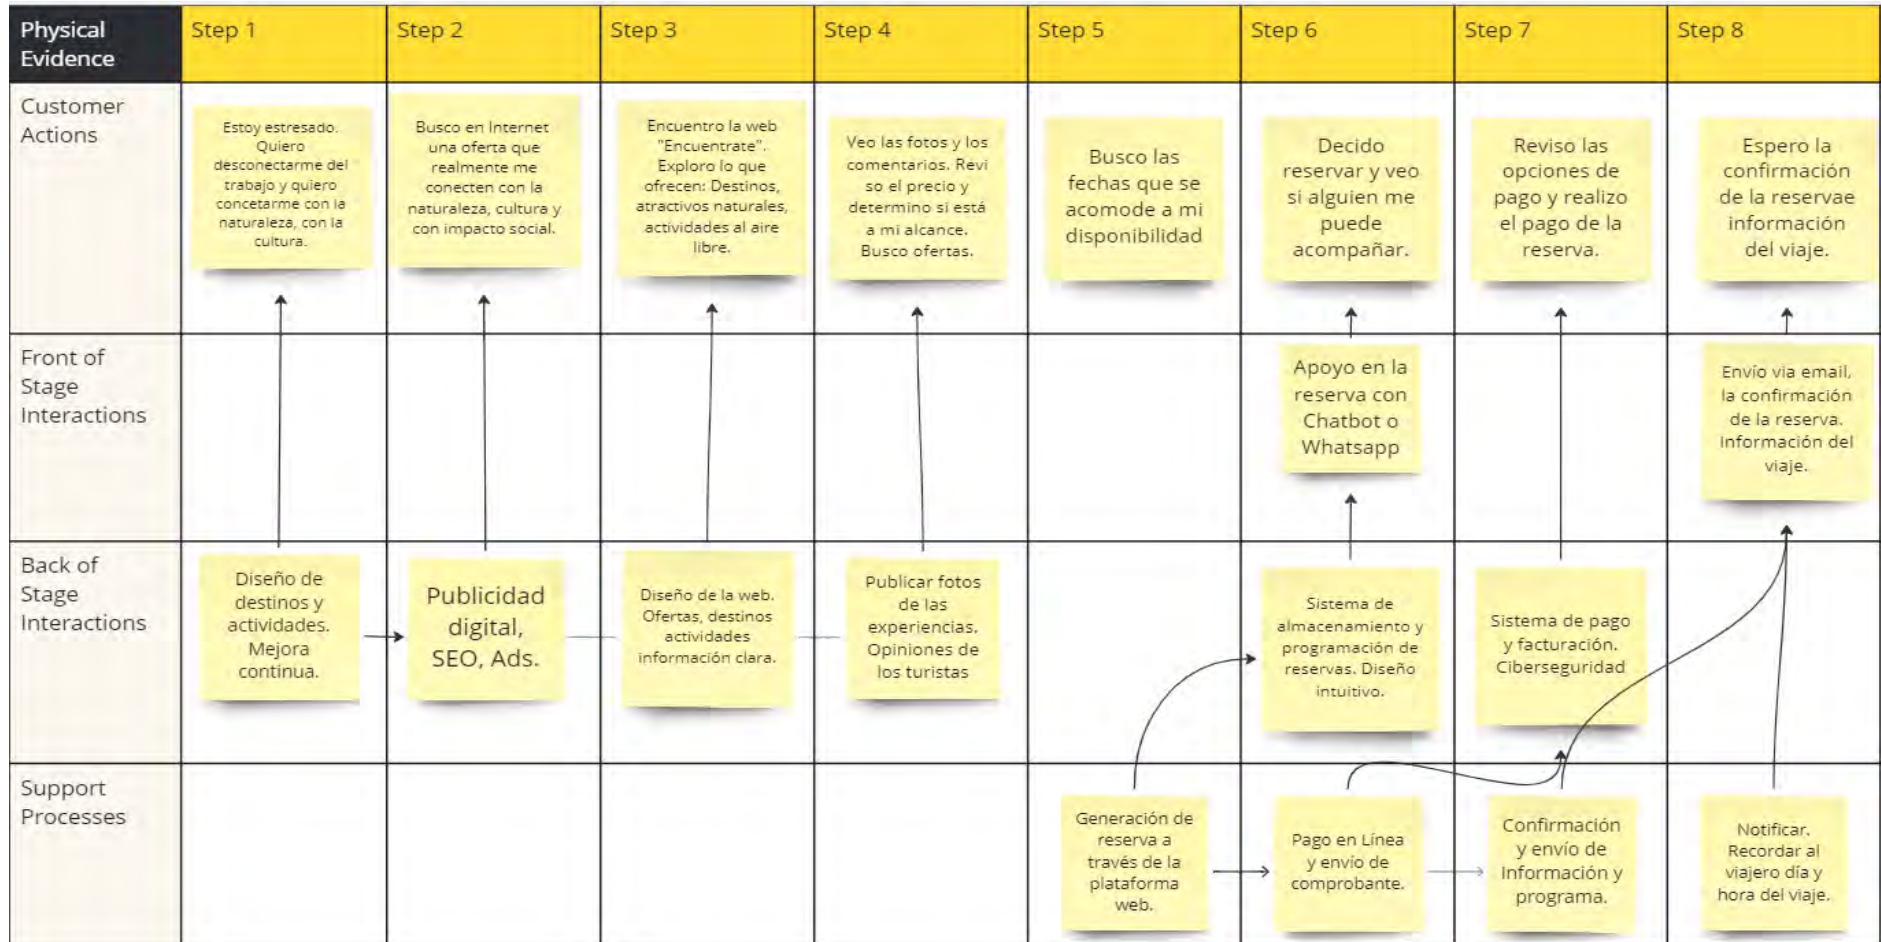 Physical
Evidence
Step 1
Step 2
Step 3
Step 4
Step 5
Step 6
Step 7
Step 8
Customer
Actions
Estoy estresado.
Quiero
desconectarme del
trabajo y quiero
concetarme con la
naturaleza, con la
cultura.
Busco en Internet
una oferta que
realmente me
conecten con la
naturaleza, cultura y
con impacto social.
Encuentro la web
"Encuentrate".
Exploro lo que
ofrecen: Destinos,
atractivos naturales,
actividades al aire
libre.
Veo las fotos y los
comentarios. Revi
so el precio y
determino si está
a mi alcance.
Busco ofertas.
Busco las
fechas que se
acomode a mi
disponibilidad
Decido
reservar y veo
si alguien me
puede
acompañar.
Reviso las
opciones de
pago y realizo
el pago de la
reserva.
Espero la
confirmación
de la reservae
información
del viaje.
Front of
Stage
Interactions
Apoyo en la
reserva con
Chatbot o
Whatsapp
Envío via email,
la confirmación
de la reserva.
Información del
viaje.
Back of
Stage
Interactions
Diseño de
destinos y
actividades.
Mejora
continua.
Publicidad
digital,
SEO, Ads.
Diseño de la web.
Ofertas, destinos
actividades
información clara.
Publicar fotos
de las
experiencias.
Opiniones de
los turistas
Sistema de
almacenamiento y
programación de
reservas. Diseño
intuitivo.
Sistema de pago
y facturación.
Ciberseguridad
Support
Processes
Generación de
reserva a
través de la
plataforma
web.
Pago en Línea
y envío de
comprobante.
Confirmación
y envío de
Información y
programa.
Notificar.
Recordar al
viajero día y
hora del viaje.